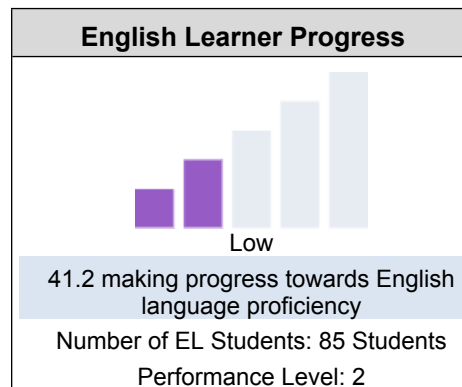 English Learner Progress
Low
41.2 making progress towards English
language proficiency
Number of EL Students: 85 Students
Performance Level: 2